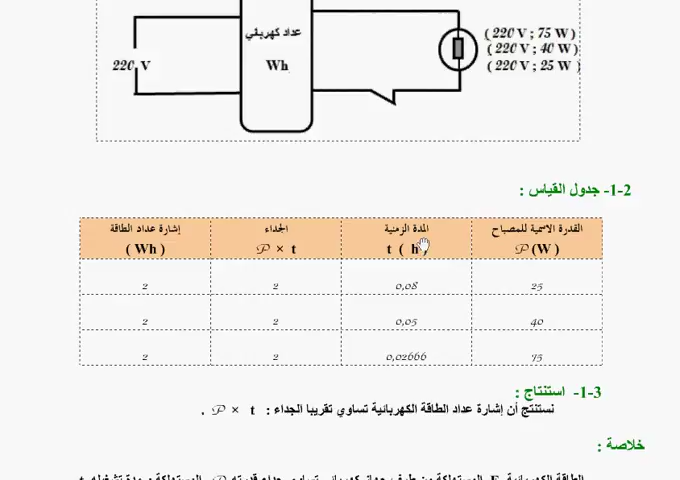 عداد كهربائي
Wh
220 V
( 220 V ; 75 W )
( 220 V ; 40 W )
( 220 V ; 25 W )
1-2- جدول القياس :
القدرة الاسمية للمصباح	المدة الزمنية	الجداء	إشارة عداد الطاقة
𝒫 (W )	t ( h )	𝒫 × t	( Wh )
25	0,08	2	2
40	0,05	2	2
75	0,02666	2	2
1-3- استنتاج :
نستنتج أن إشارة عداد الطاقة الكهربائية تساوي تقريبا الجداء : 𝒫 × t .
خلاصة :